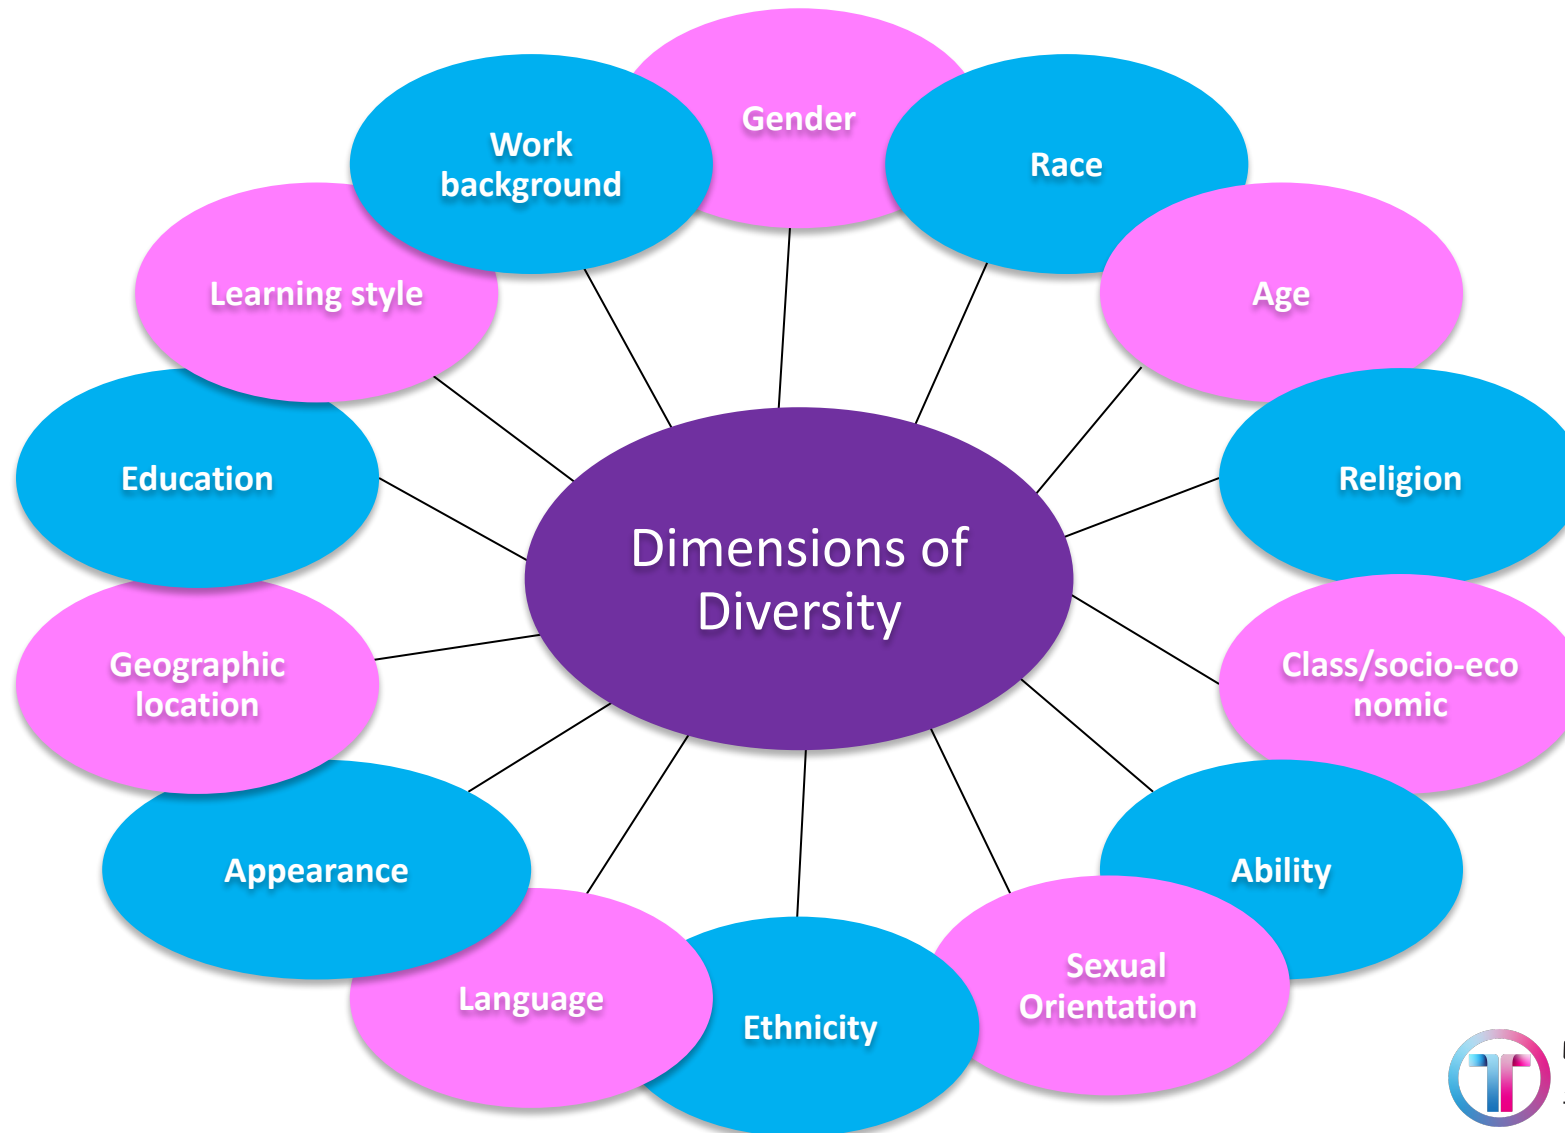 Gender
Work
background
Race
Learning style
Age
Education
Religion
Dimensions of
Diversity
Geographic
location
Class/socio-eco
nomic
Appearance
Ability
Sexual
Orientation
Language
Ethnicity